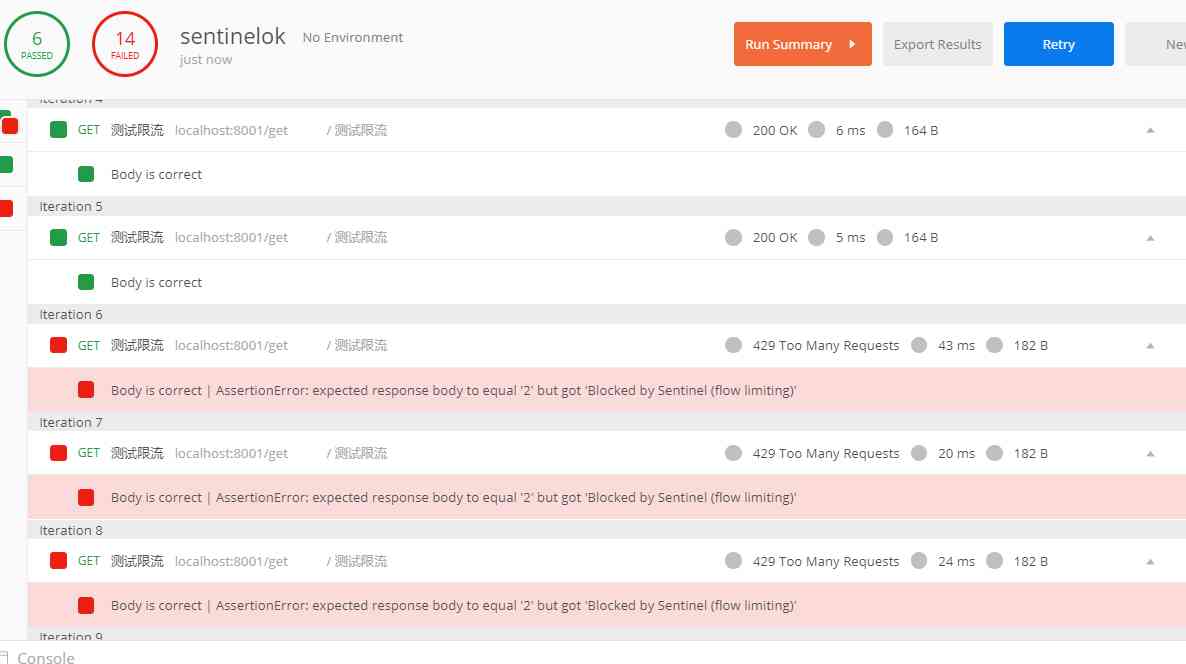 6
PASSED
14
FAILED
sentinelok No Environment
just now
Run Summary
Export Results
Retry
New
Iteration 4
GET 测试限流 localhost:8001/get / 测试限流 200 OK 6 ms 164 B
Body is correct
Iteration 5
GET 测试限流 localhost:8001/get / 测试限流 200 OK 5 ms 164 B
Body is correct
Iteration 6
GET 测试限流 localhost:8001/get / 测试限流 429 Too Many Requests 43 ms 182 B
Body is correct | AssertionError: expected response body to equal '2' but got 'Blocked by Sentinel (flow limiting)'
Iteration 7
GET 测试限流 localhost:8001/get / 测试限流 429 Too Many Requests 20 ms 182 B
Body is correct | AssertionError: expected response body to equal '2' but got 'Blocked by Sentinel (flow limiting)'
Iteration 8
GET 测试限流 localhost:8001/get / 测试限流 429 Too Many Requests 24 ms 182 B
Body is correct | AssertionError: expected response body to equal '2' but got 'Blocked by Sentinel (flow limiting)'
Iteration 9
Console